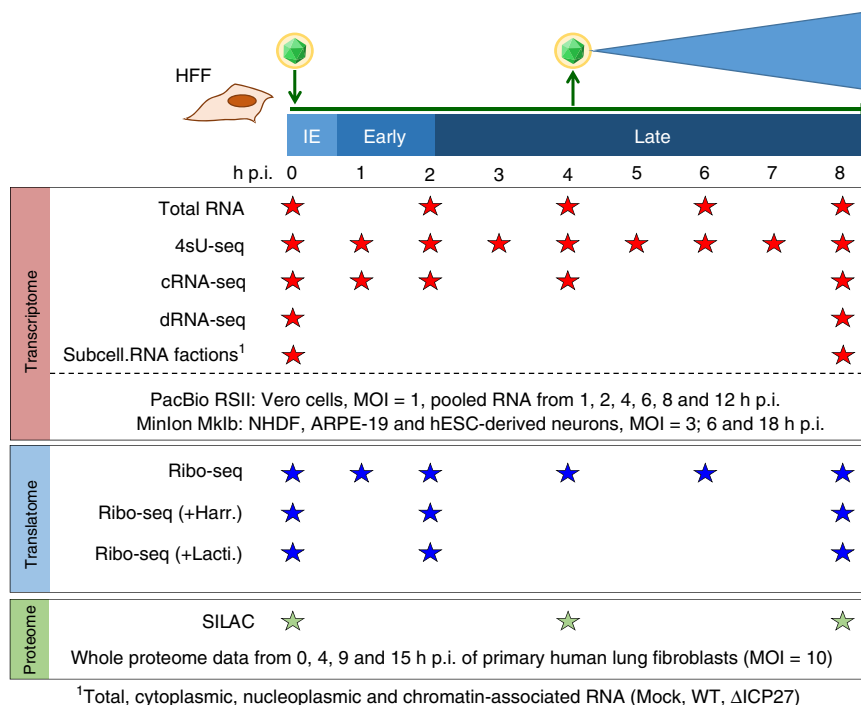 HFF
IE Early Late
h p.i. 0 1 2 3 4 5 6 7 8
Transcriptome
Total RNA
4sU-seq
cRNA-seq
dRNA-seq
Subcell.RNA factions1
PacBio RSII: Vero cells, MOI = 1, pooled RNA from 1, 2, 4, 6, 8 and 12 h p.i.
MinIon MkIb: NHDF, ARPE-19 and hESC-derived neurons, MOI = 3; 6 and 18 h p.i.
Translatome
Ribo-seq
Ribo-seq (+Harr.)
Ribo-seq (+Lacti.)
Proteome
SILAC
Whole proteome data from 0, 4, 9 and 15 h p.i. of primary human lung fibroblasts (MOI = 10)
1Total, cytoplasmic, nucleoplasmic and chromatin-associated RNA (Mock, WT, ΔICP27)